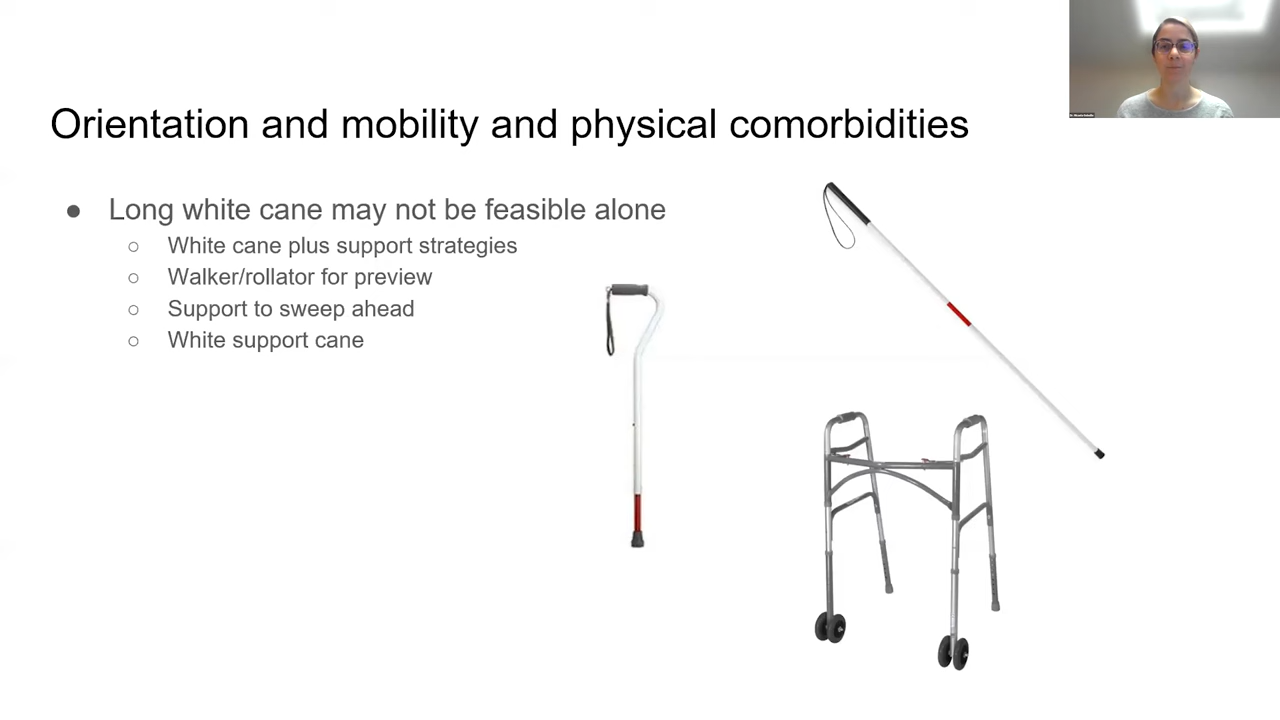 Orientation and mobility and physical comorbidities
● Long white cane may not be feasible alone
○ White cane plus support strategies
○ Walker/rollator for preview
○ Support to sweep ahead
○ White support cane